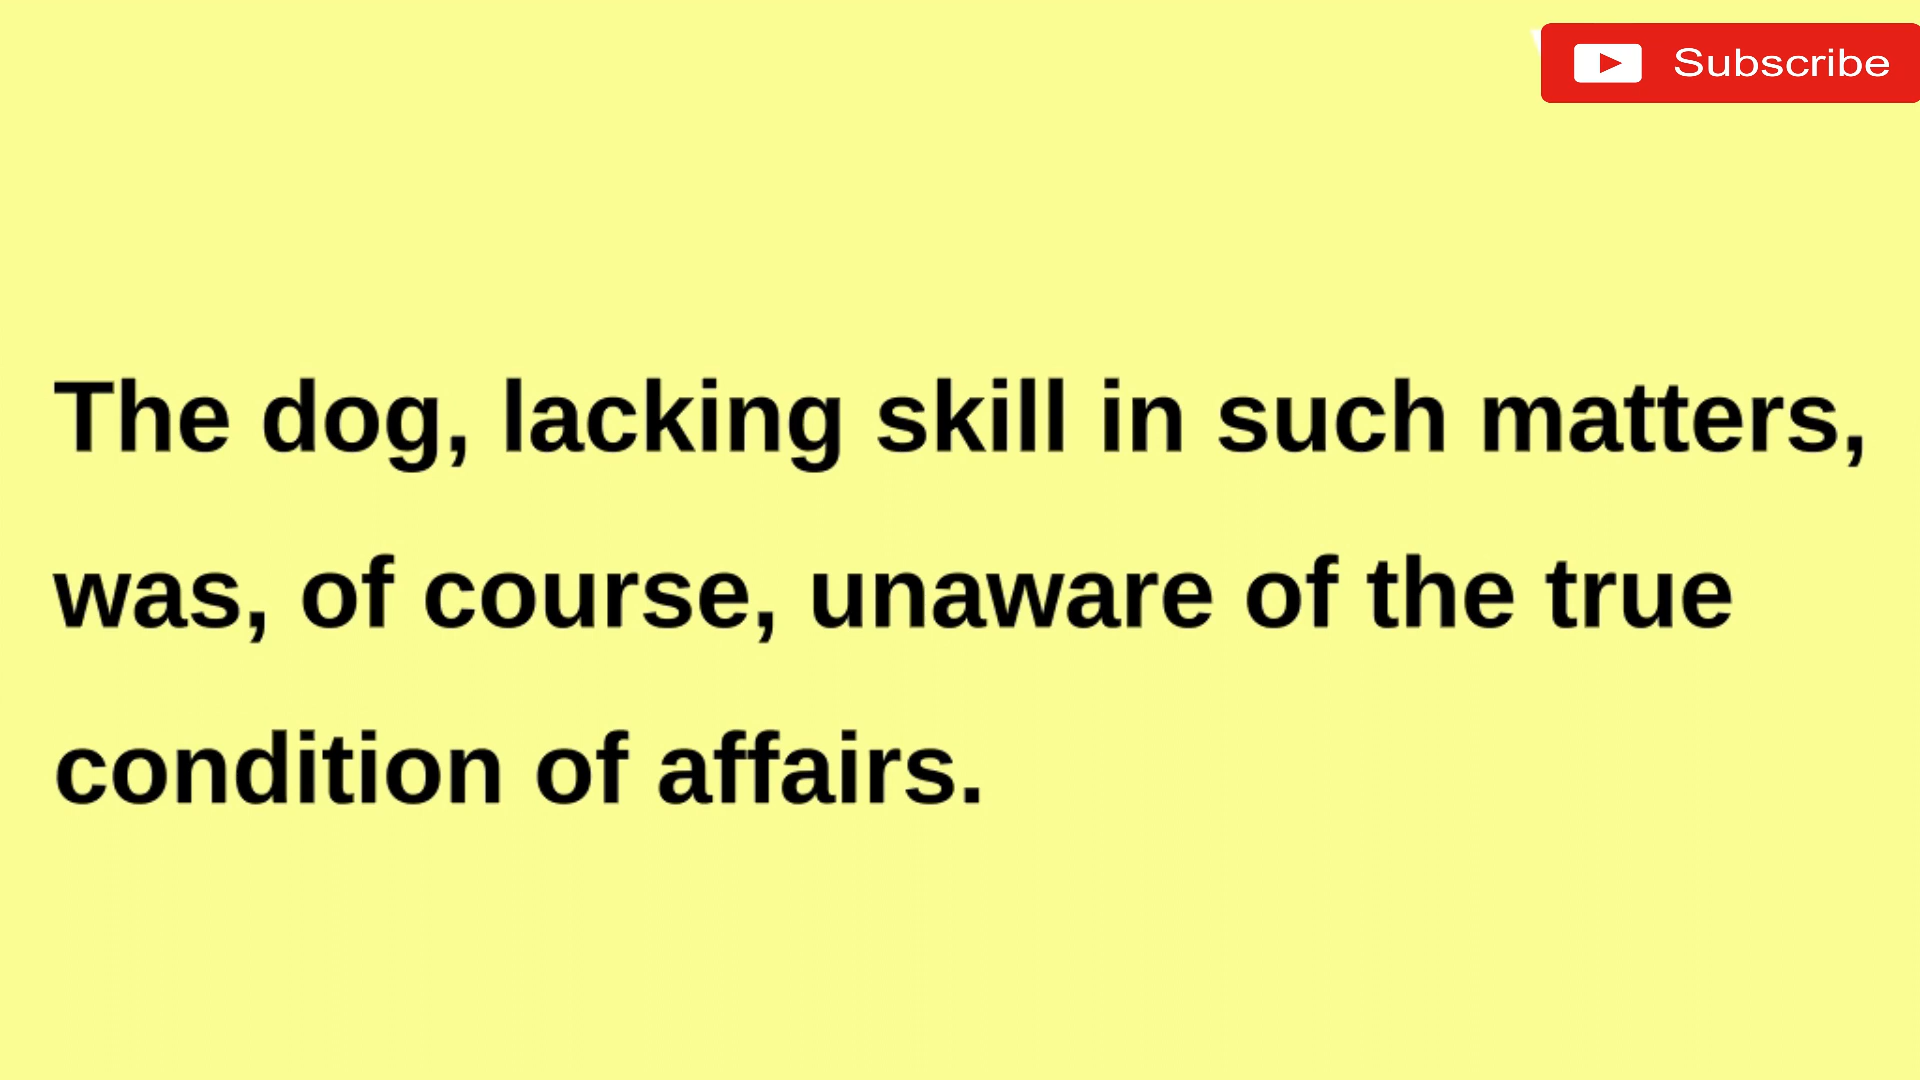 Subscribe
The dog, lacking skill in such matters,
was, of course, unaware of the true
condition of affairs.